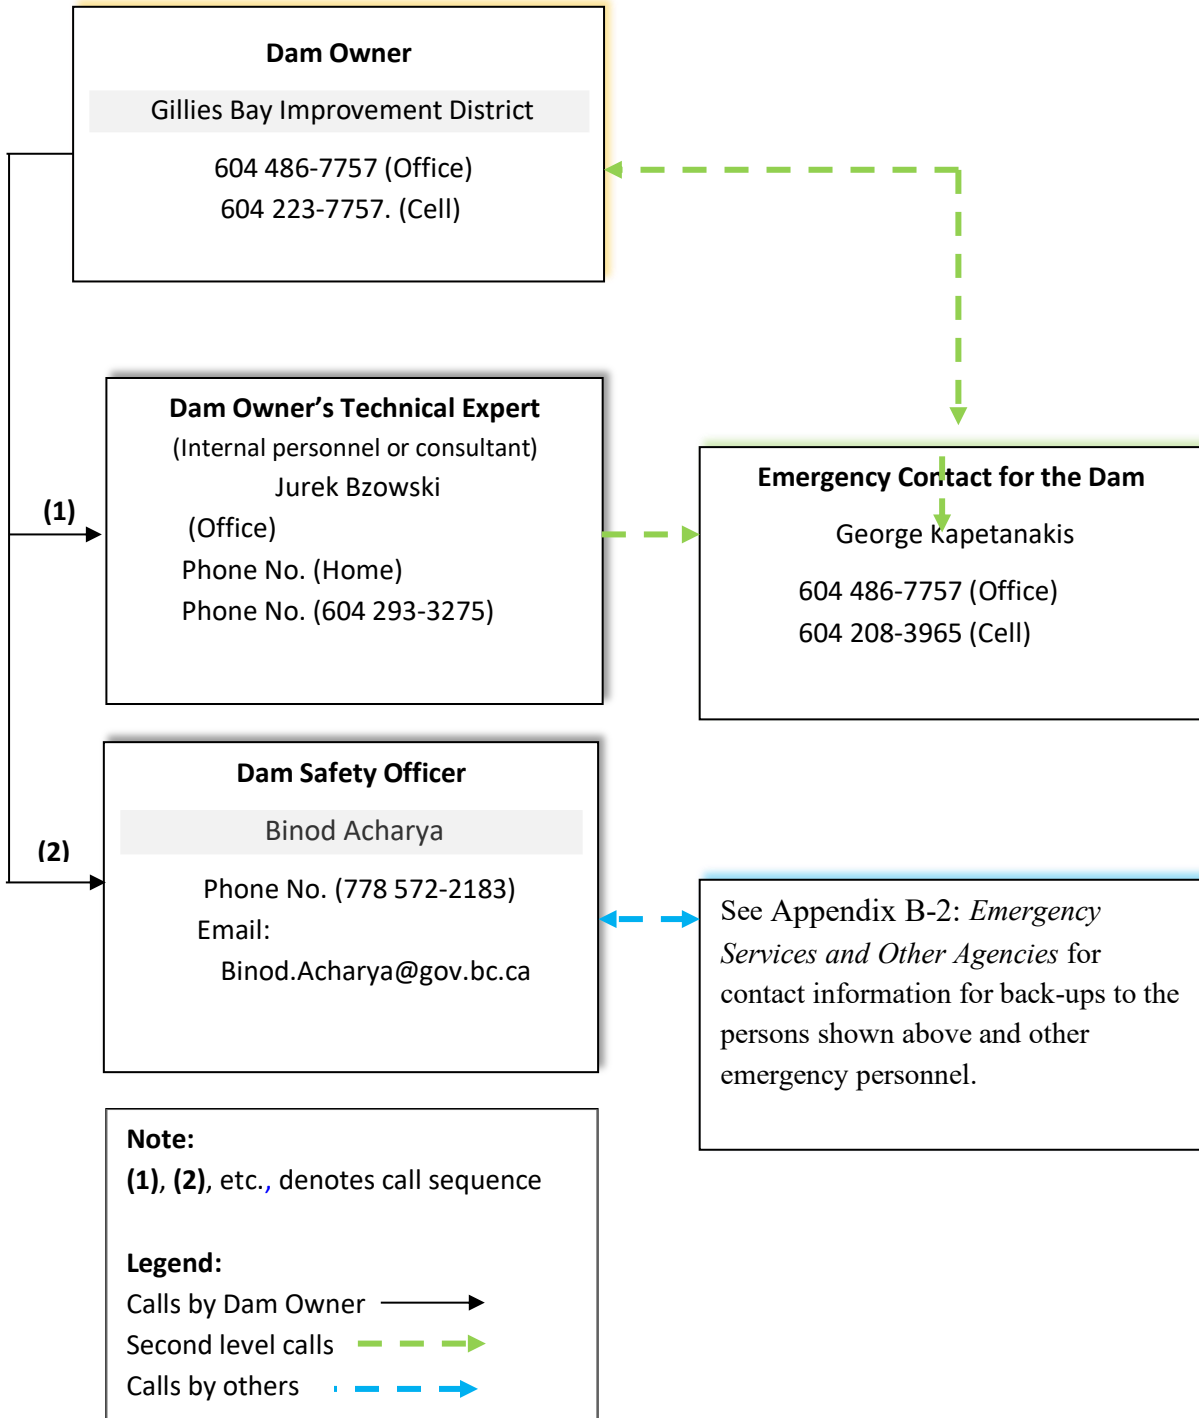 Dam Owner
Gillies Bay Improvement District
604 486-7757 (Office)
604 223-7757. (Cell)
Dam Owner’s Technical Expert
(Internal personnel or consultant)
Jurek Bzowski
(Office)
Phone No. (Home)
Phone No. (604 293-3275)
(1)
Emergency Contact for the Dam
George Kapetanakis
604 486-7757 (Office)
604 208-3965 (Cell)
Dam Safety Officer
Binod Acharya
Phone No. (778 572-2183)
Email:
Binod.Acharya@gov.bc.ca
(2)
See Appendix B-2: Emergency
Services and Other Agencies for
contact information for back-ups to the
persons shown above and other
emergency personnel.
Note:
(1), (2), etc., denotes call sequence
Legend:
Calls by Dam Owner
Second level calls
Calls by others